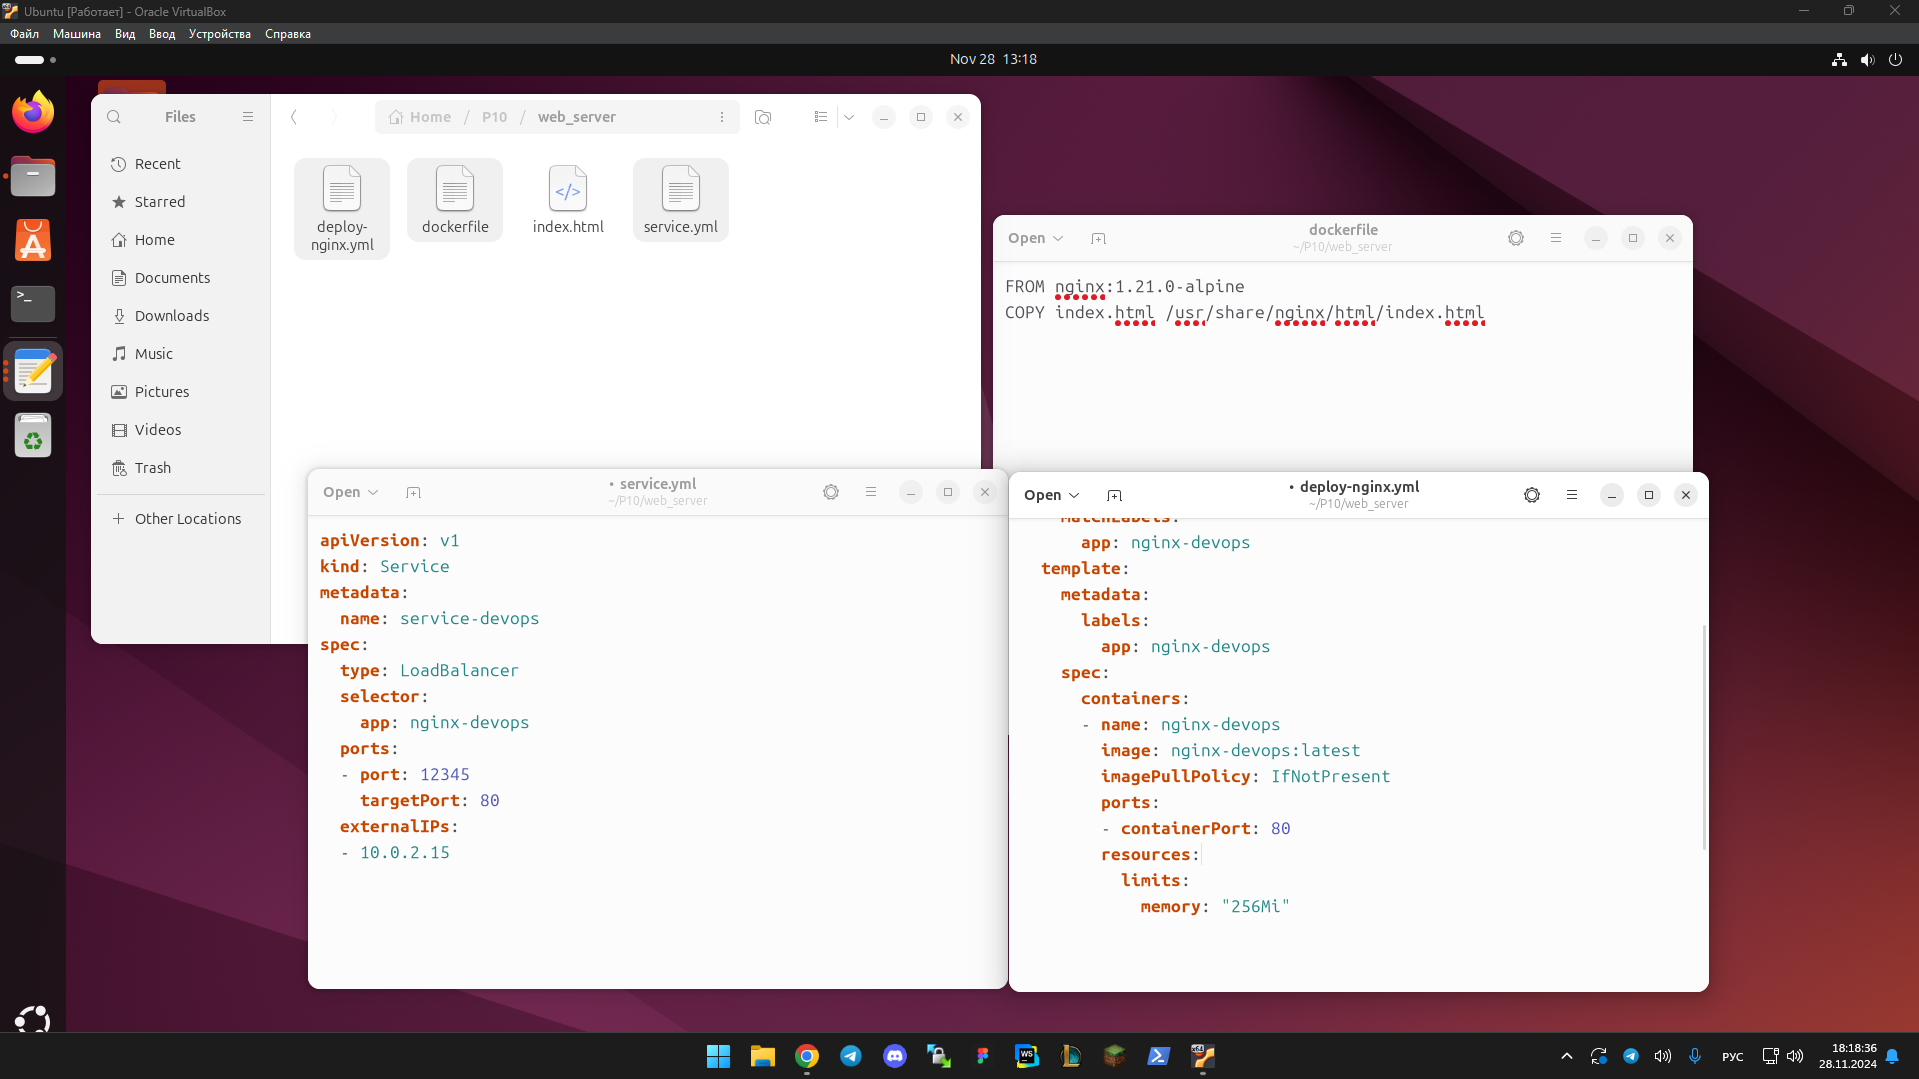 Ubuntu [Работает] - Oracle VirtualBox
Файл Машина Вид Ввод Устройства Справка
Nov 28 13:18
Files
Home / P10 / web_server
Recent
Starred
Home
Documents
Downloads
Music
Pictures
Videos
Trash
Other Locations
deploy-
nginx.yml
dockerfile
index.html
service.yml
Open
dockerfile
~/P10/web_server
FROM nginx:1.21.0-alpine
COPY index.html /usr/share/nginx/html/index.html
Open
• service.yml
~/P10/web_server
apiVersion: v1
kind: Service
metadata:
name: service-devops
spec:
type: LoadBalancer
selector:
app: nginx-devops
ports:
- port: 12345
targetPort: 80
externalIPs:
- 10.0.2.15
Open
• deploy-nginx.yml
~/P10/web_server
matchLabels:
app: nginx-devops
template:
metadata:
labels:
app: nginx-devops
spec:
containers:
- name: nginx-devops
image: nginx-devops:latest
imagePullPolicy: IfNotPresent
ports:
- containerPort: 80
resources:
limits:
memory: "256Mi"
WS
РУС
18:18:36
28.11.2024